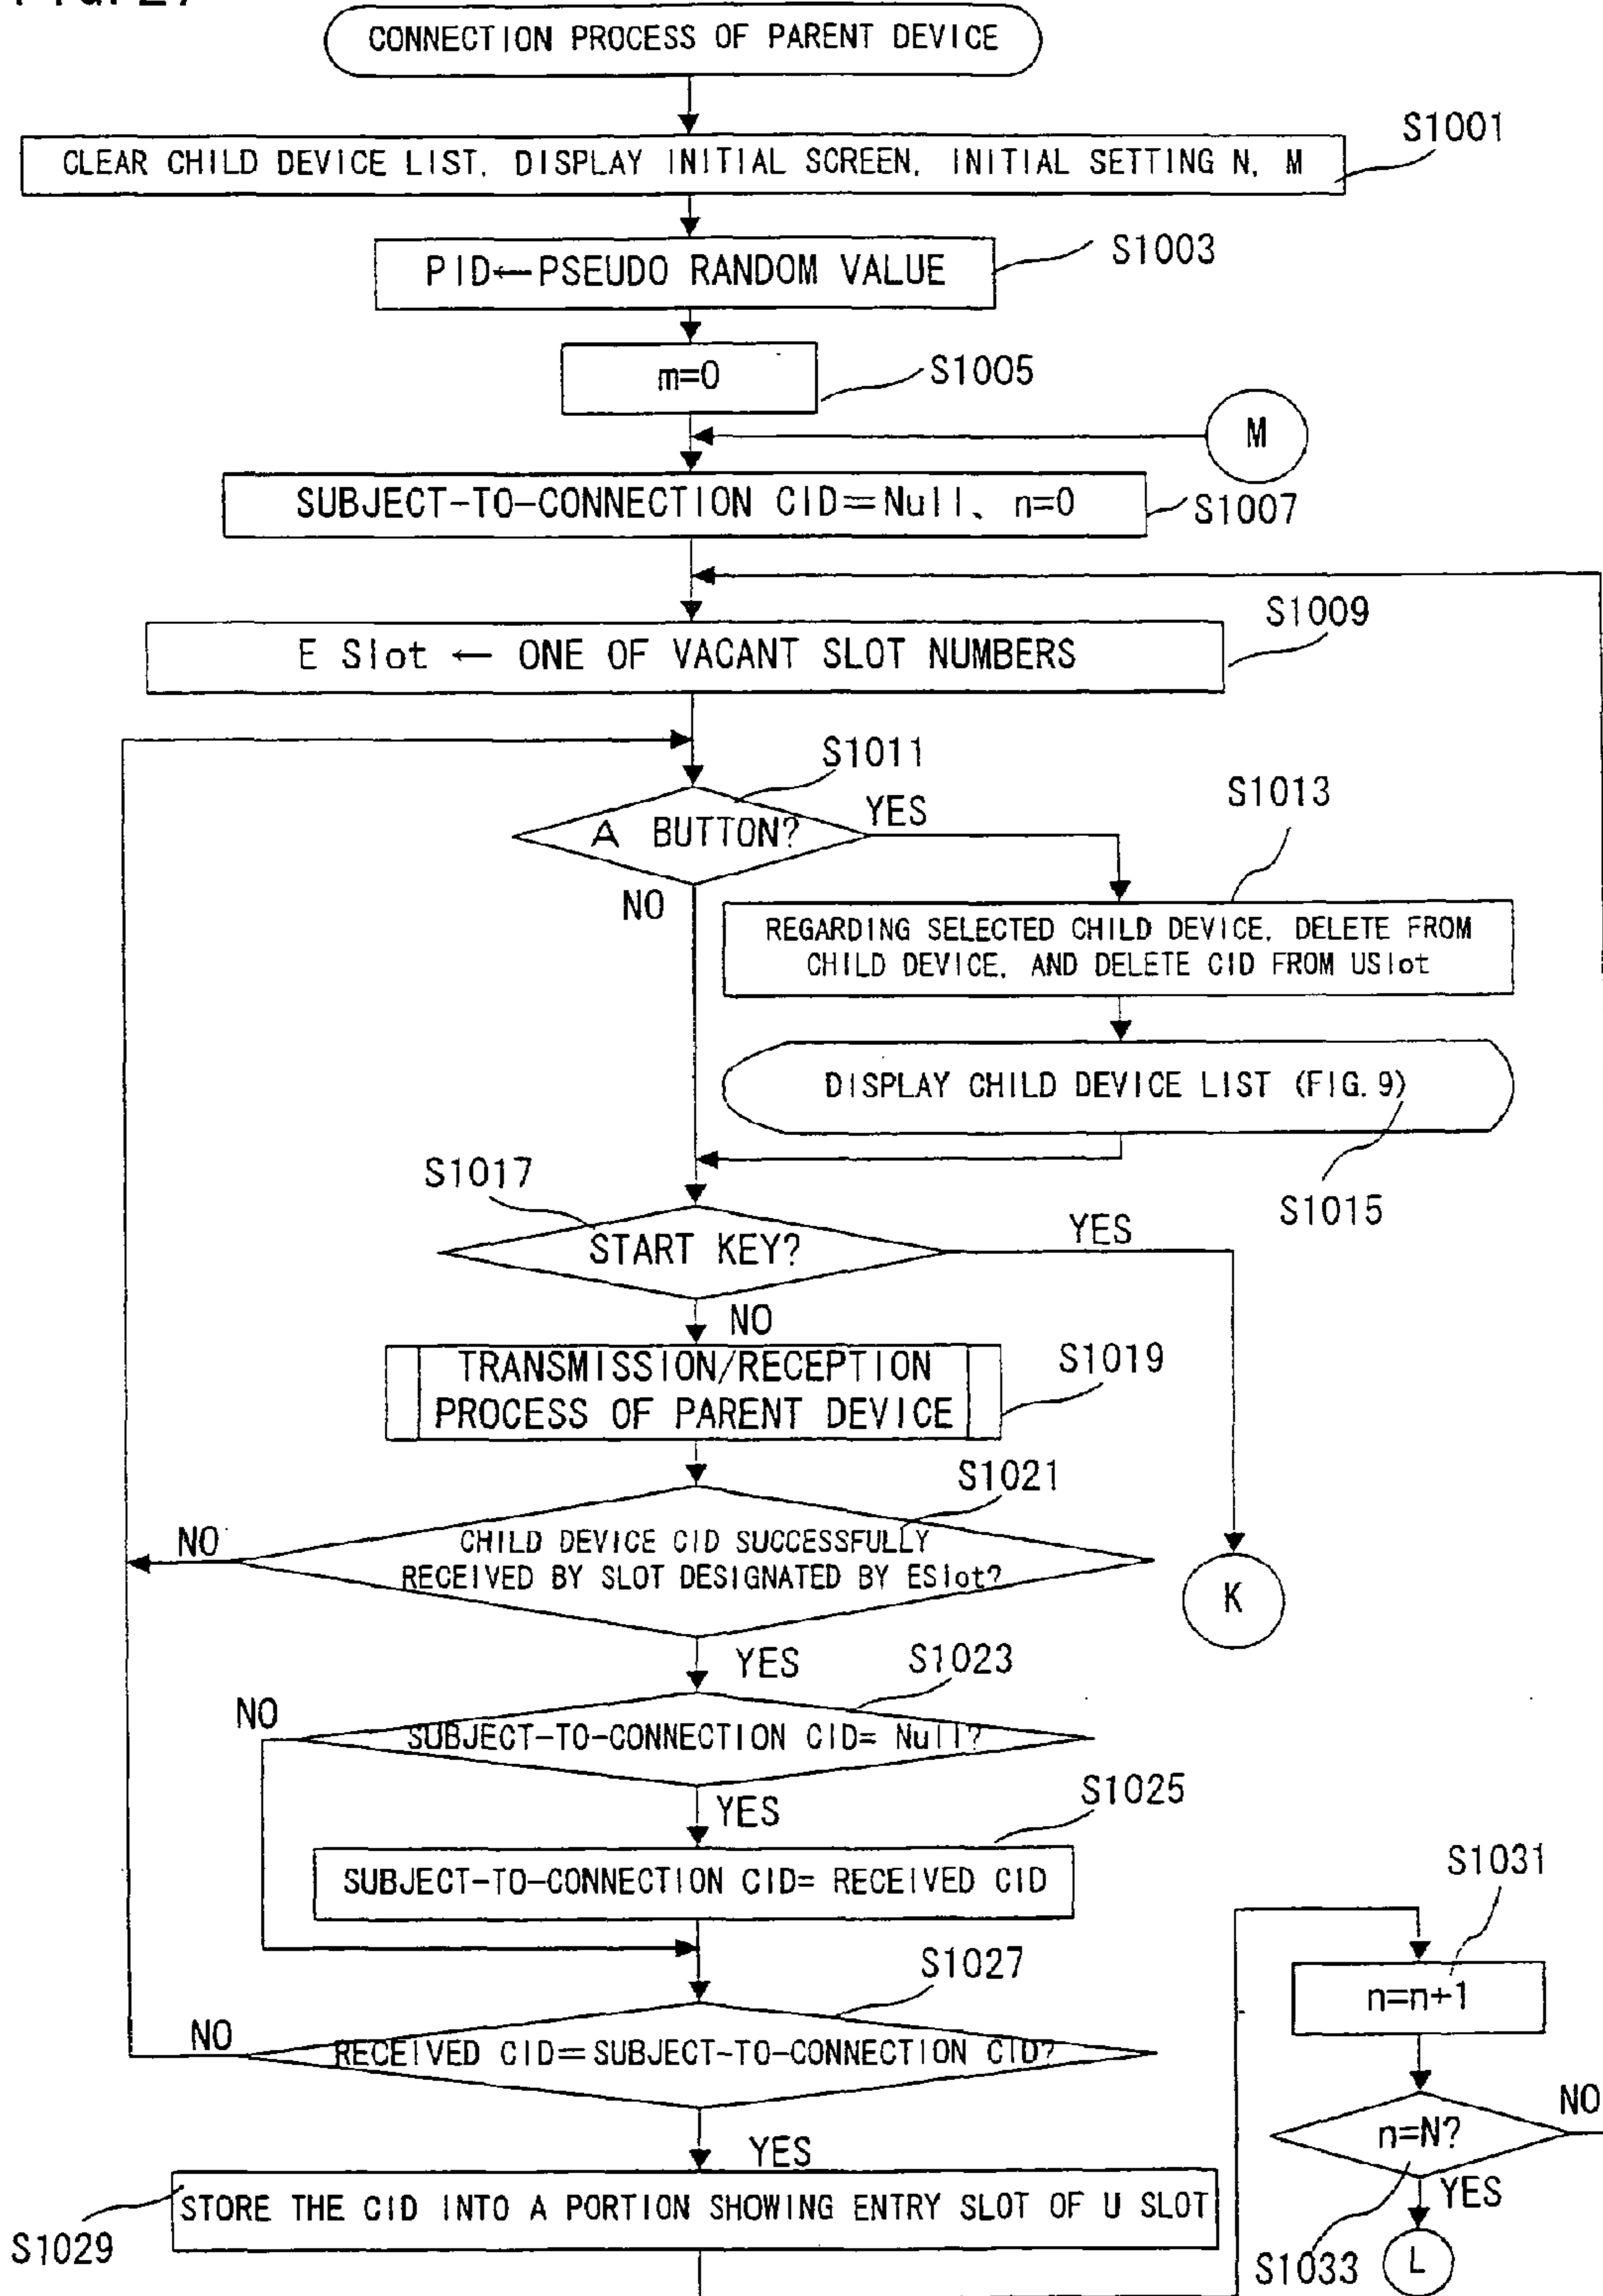 CONNECTION PROCESS OF PARENT DEVICE
S1001
CLEAR CHILD DEVICE LIST, DISPLAY INITIAL SCREEN, INITIAL SETTING N, M
S1003
PID←PSEUDO RANDOM VALUE
m=0
S1005
M
SUBJECT-TO-CONNECTION CID=Null, n=0
S1007
S1009
E Slot ← ONE OF VACANT SLOT NUMBERS
S1011
A BUTTON?
YES
NO
S1013
REGARDING SELECTED CHILD DEVICE, DELETE FROM
CHILD DEVICE, AND DELETE CID FROM USlot
DISPLAY CHILD DEVICE LIST (FIG. 9)
S1015
S1017
START KEY?
YES
NO
TRANSMISSION/RECEPTION
PROCESS OF PARENT DEVICE
S1019
S1021
CHILD DEVICE CID SUCCESSFULLY
RECEIVED BY SLOT DESIGNATED BY ESlot?
NO
YES
K
S1023
SUBJECT-TO-CONNECTION CID= Null?
NO
YES
S1025
SUBJECT-TO-CONNECTION CID= RECEIVED CID
S1027
RECEIVED CID=SUBJECT-TO-CONNECTION CID?
NO
YES
STORE THE CID INTO A PORTION SHOWING ENTRY SLOT OF U SLOT
S1029
S1031
n=n+1
n=N?
NO
YES
S1033
L